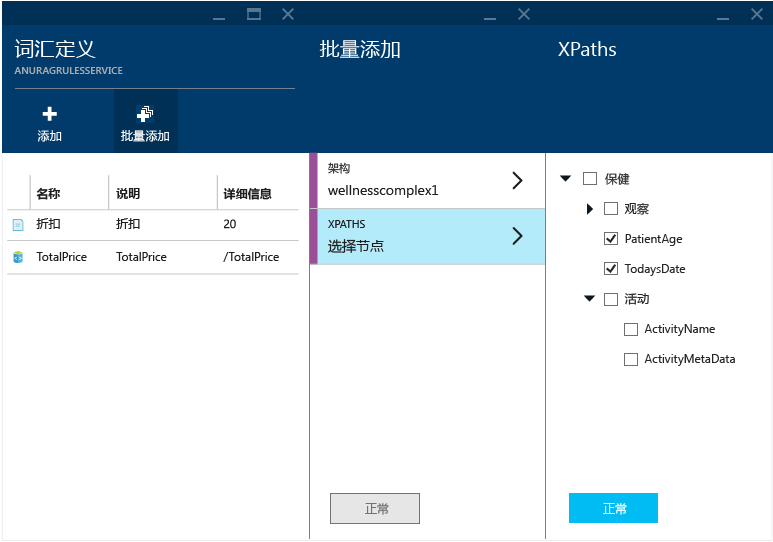 词汇定义
ANURAGRULESSERVICE
添加
批量添加
名称 说明 详细信息
折扣 折扣 20
TotalPrice TotalPrice /TotalPrice
批量添加
架构
wellnesscomplex1
XPATHS
选择节点
正常
XPaths
保健
观察
PatientAge
TodaysDate
活动
ActivityName
ActivityMetaData
正常